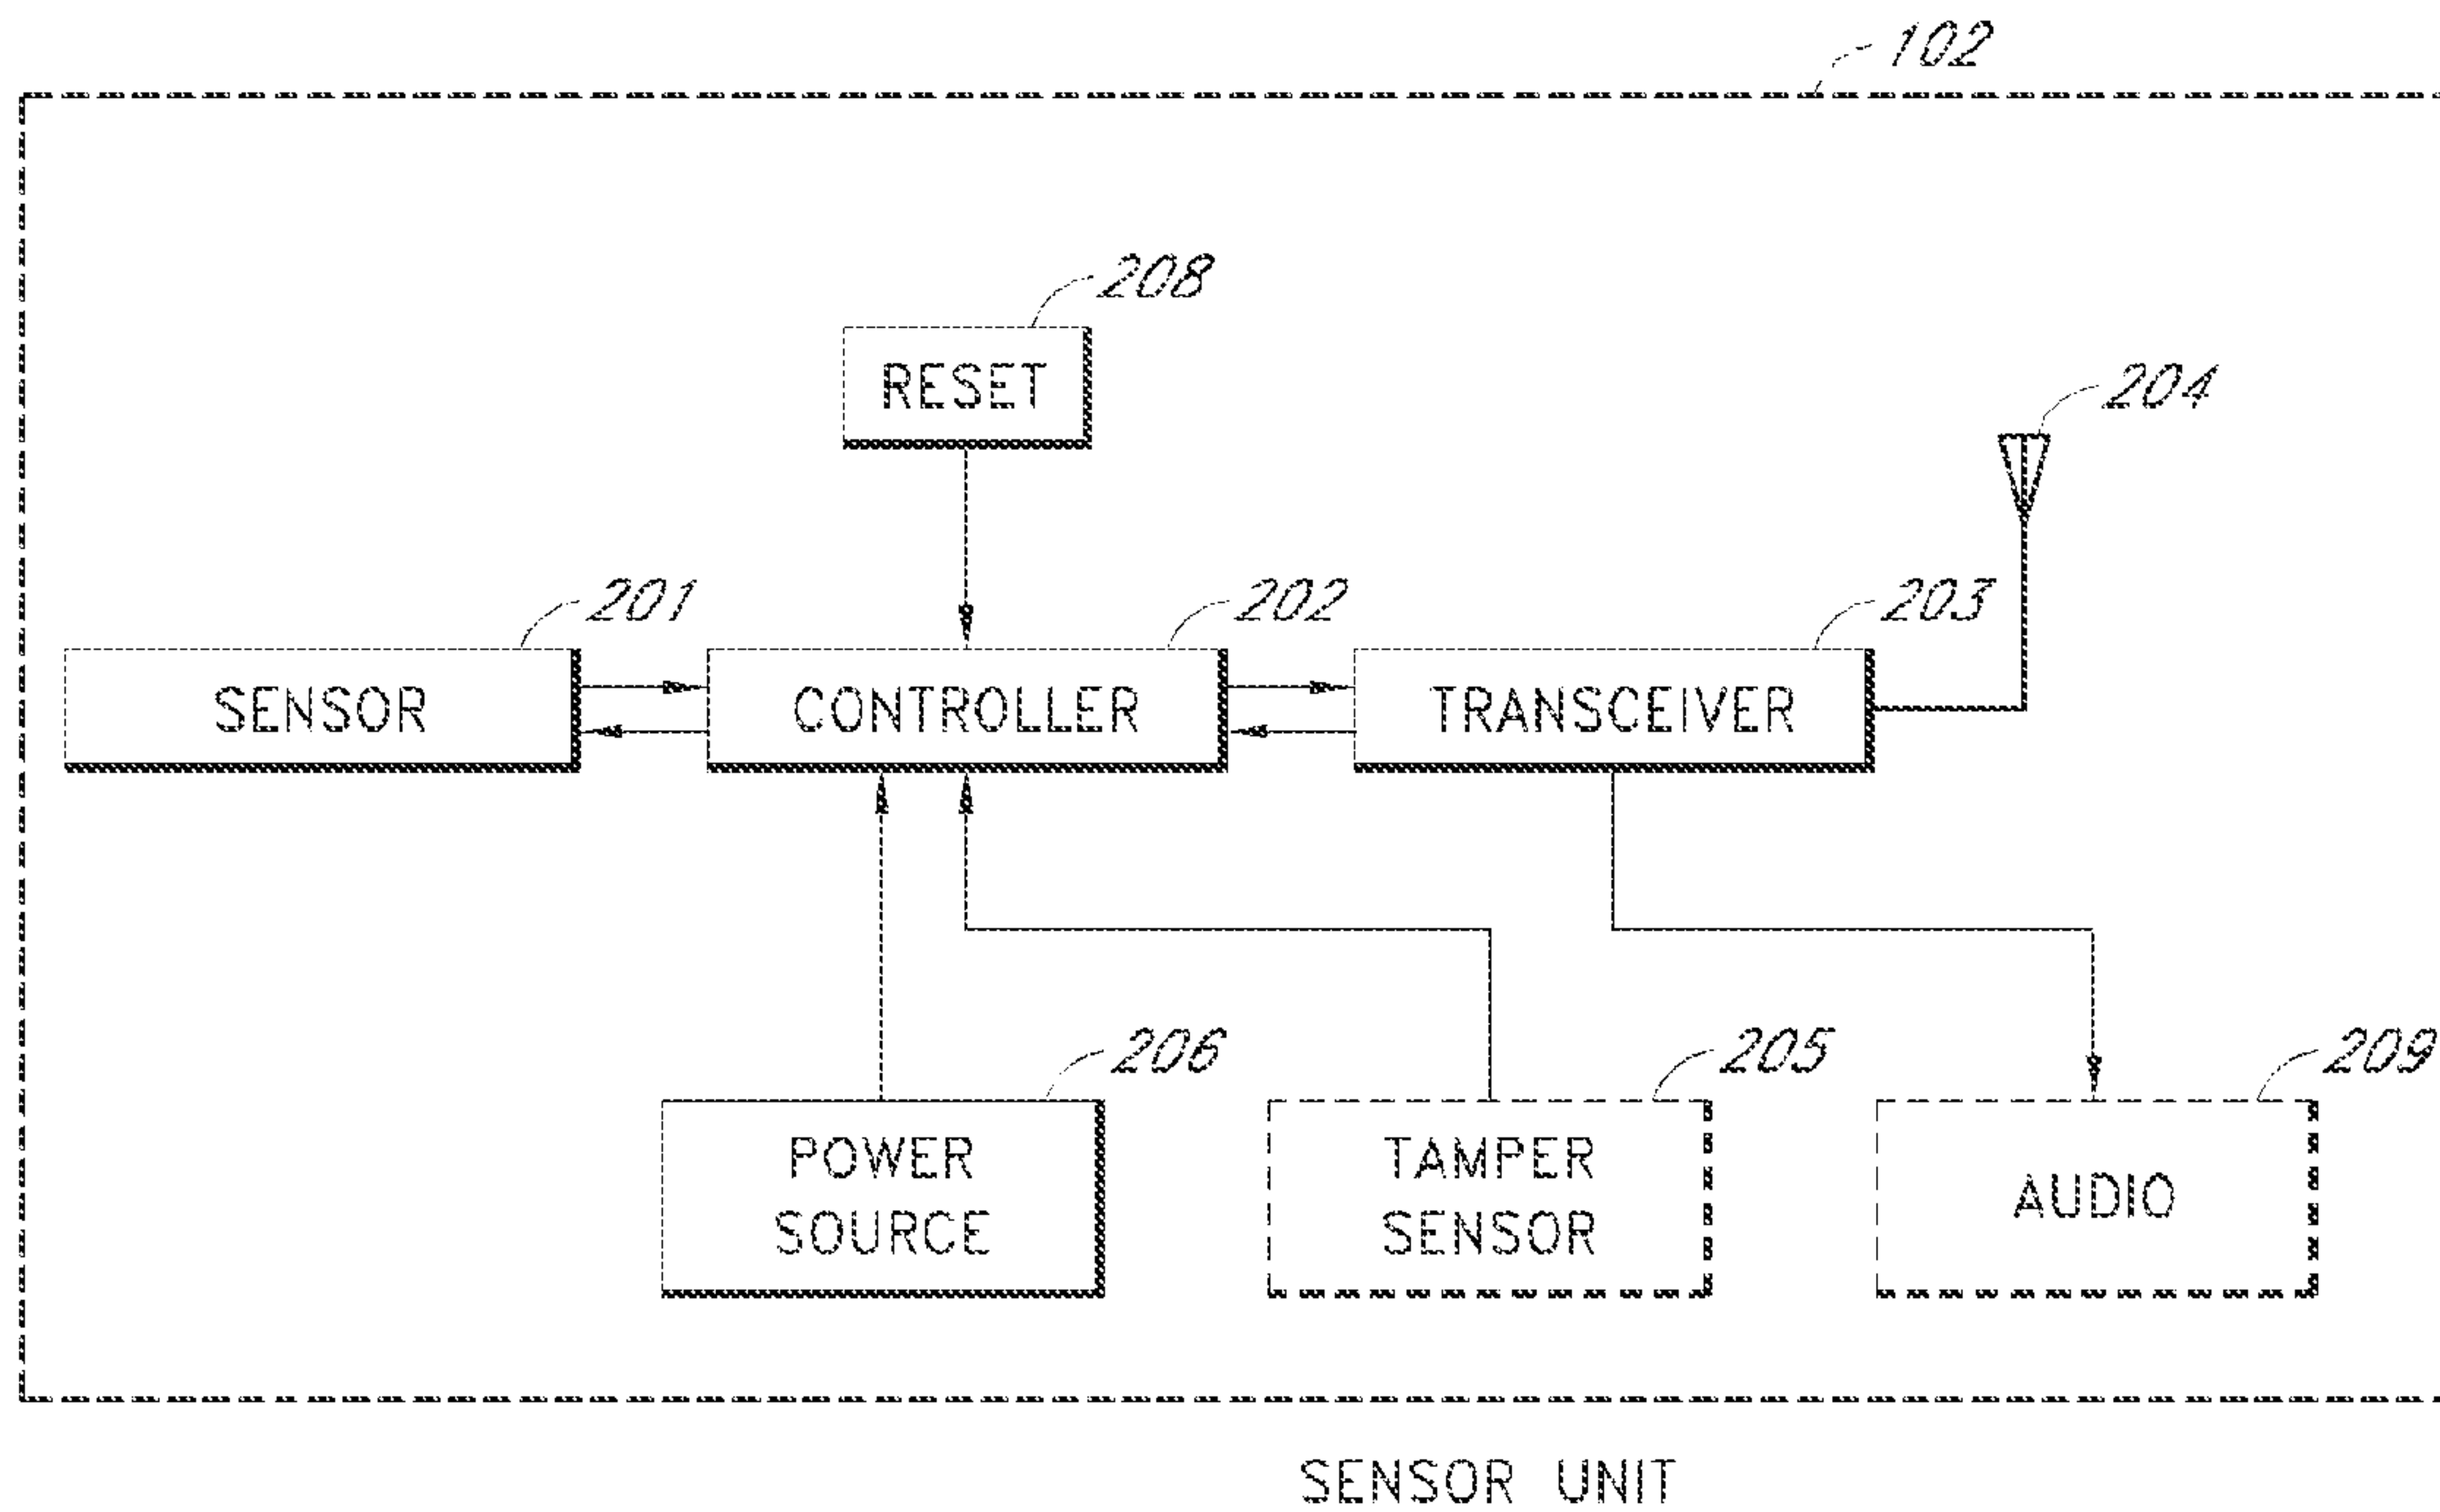 102
208
RESET
204
201
202
203
SENSOR
CONTROLLER
TRANSCEIVER
206
205
209
POWER
SOURCE
TAMPER
SENSOR
AUDIO
SENSOR UNIT